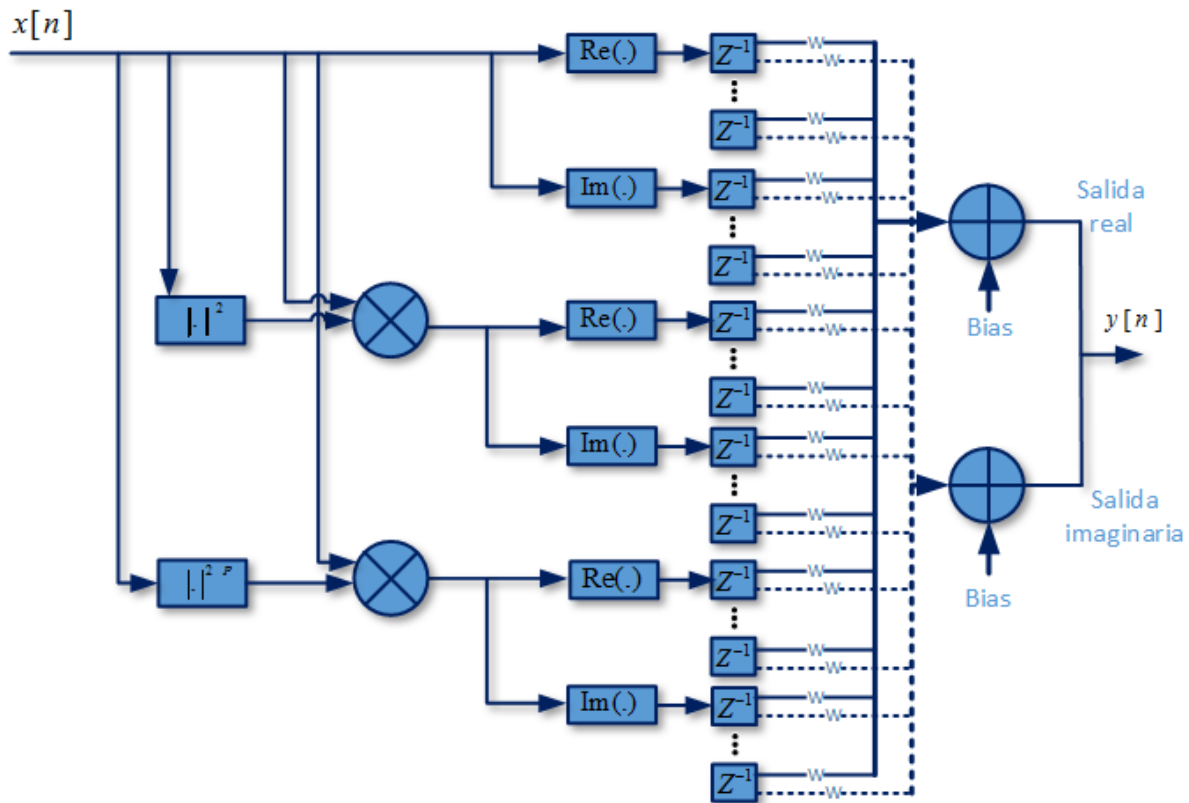 x[n]
Re(.)
Z⁻¹
W
W
Z⁻¹
W
W
Im(.)
Z⁻¹
W
W
Z⁻¹
W
W
Salida
real
|.|²
Re(.)
Z⁻¹
W
W
Bias
y[n]
Z⁻¹
W
W
Im(.)
Z⁻¹
W
W
Z⁻¹
W
W
Salida
imaginaria
|.|² ᴾ
Re(.)
Z⁻¹
W
W
Bias
Z⁻¹
W
W
Im(.)
Z⁻¹
W
W
Z⁻¹
W
W